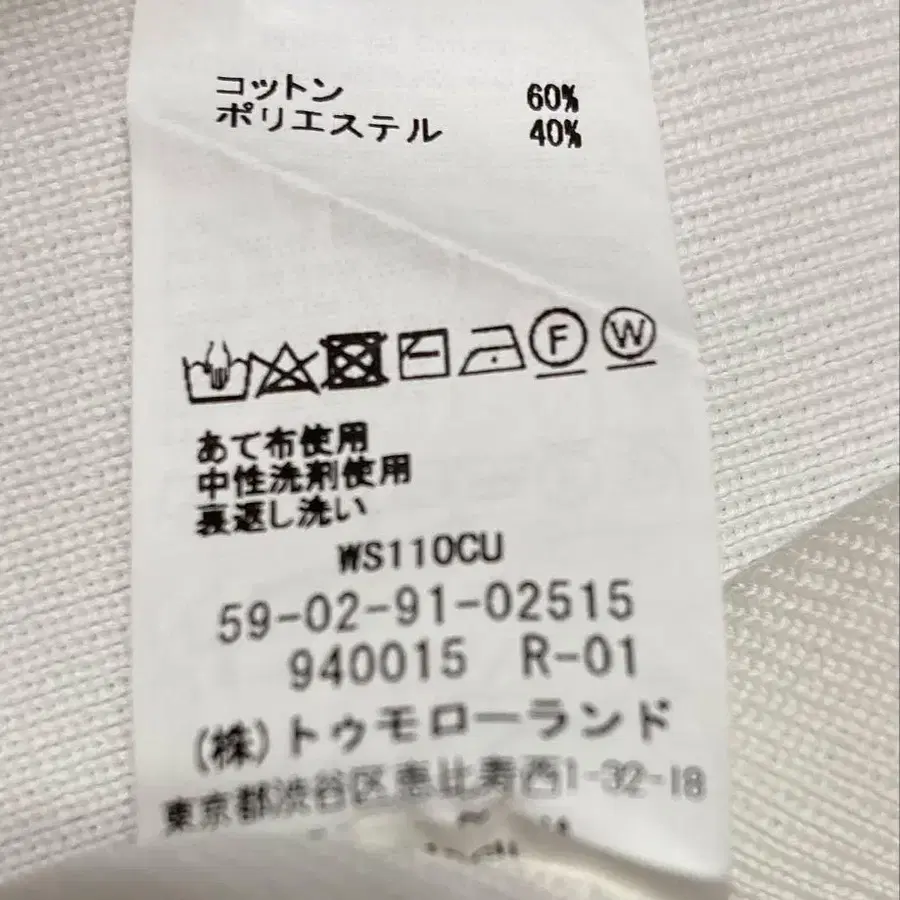 コットン 60%
ポリエステル 40%
F W
あて布使用
中性洗剤使用
裏返し洗い
WS110CU
59-02-91-02515
940015 R-01
(株)トゥモローランド
東京都渋谷区恵比寿西1-32-18